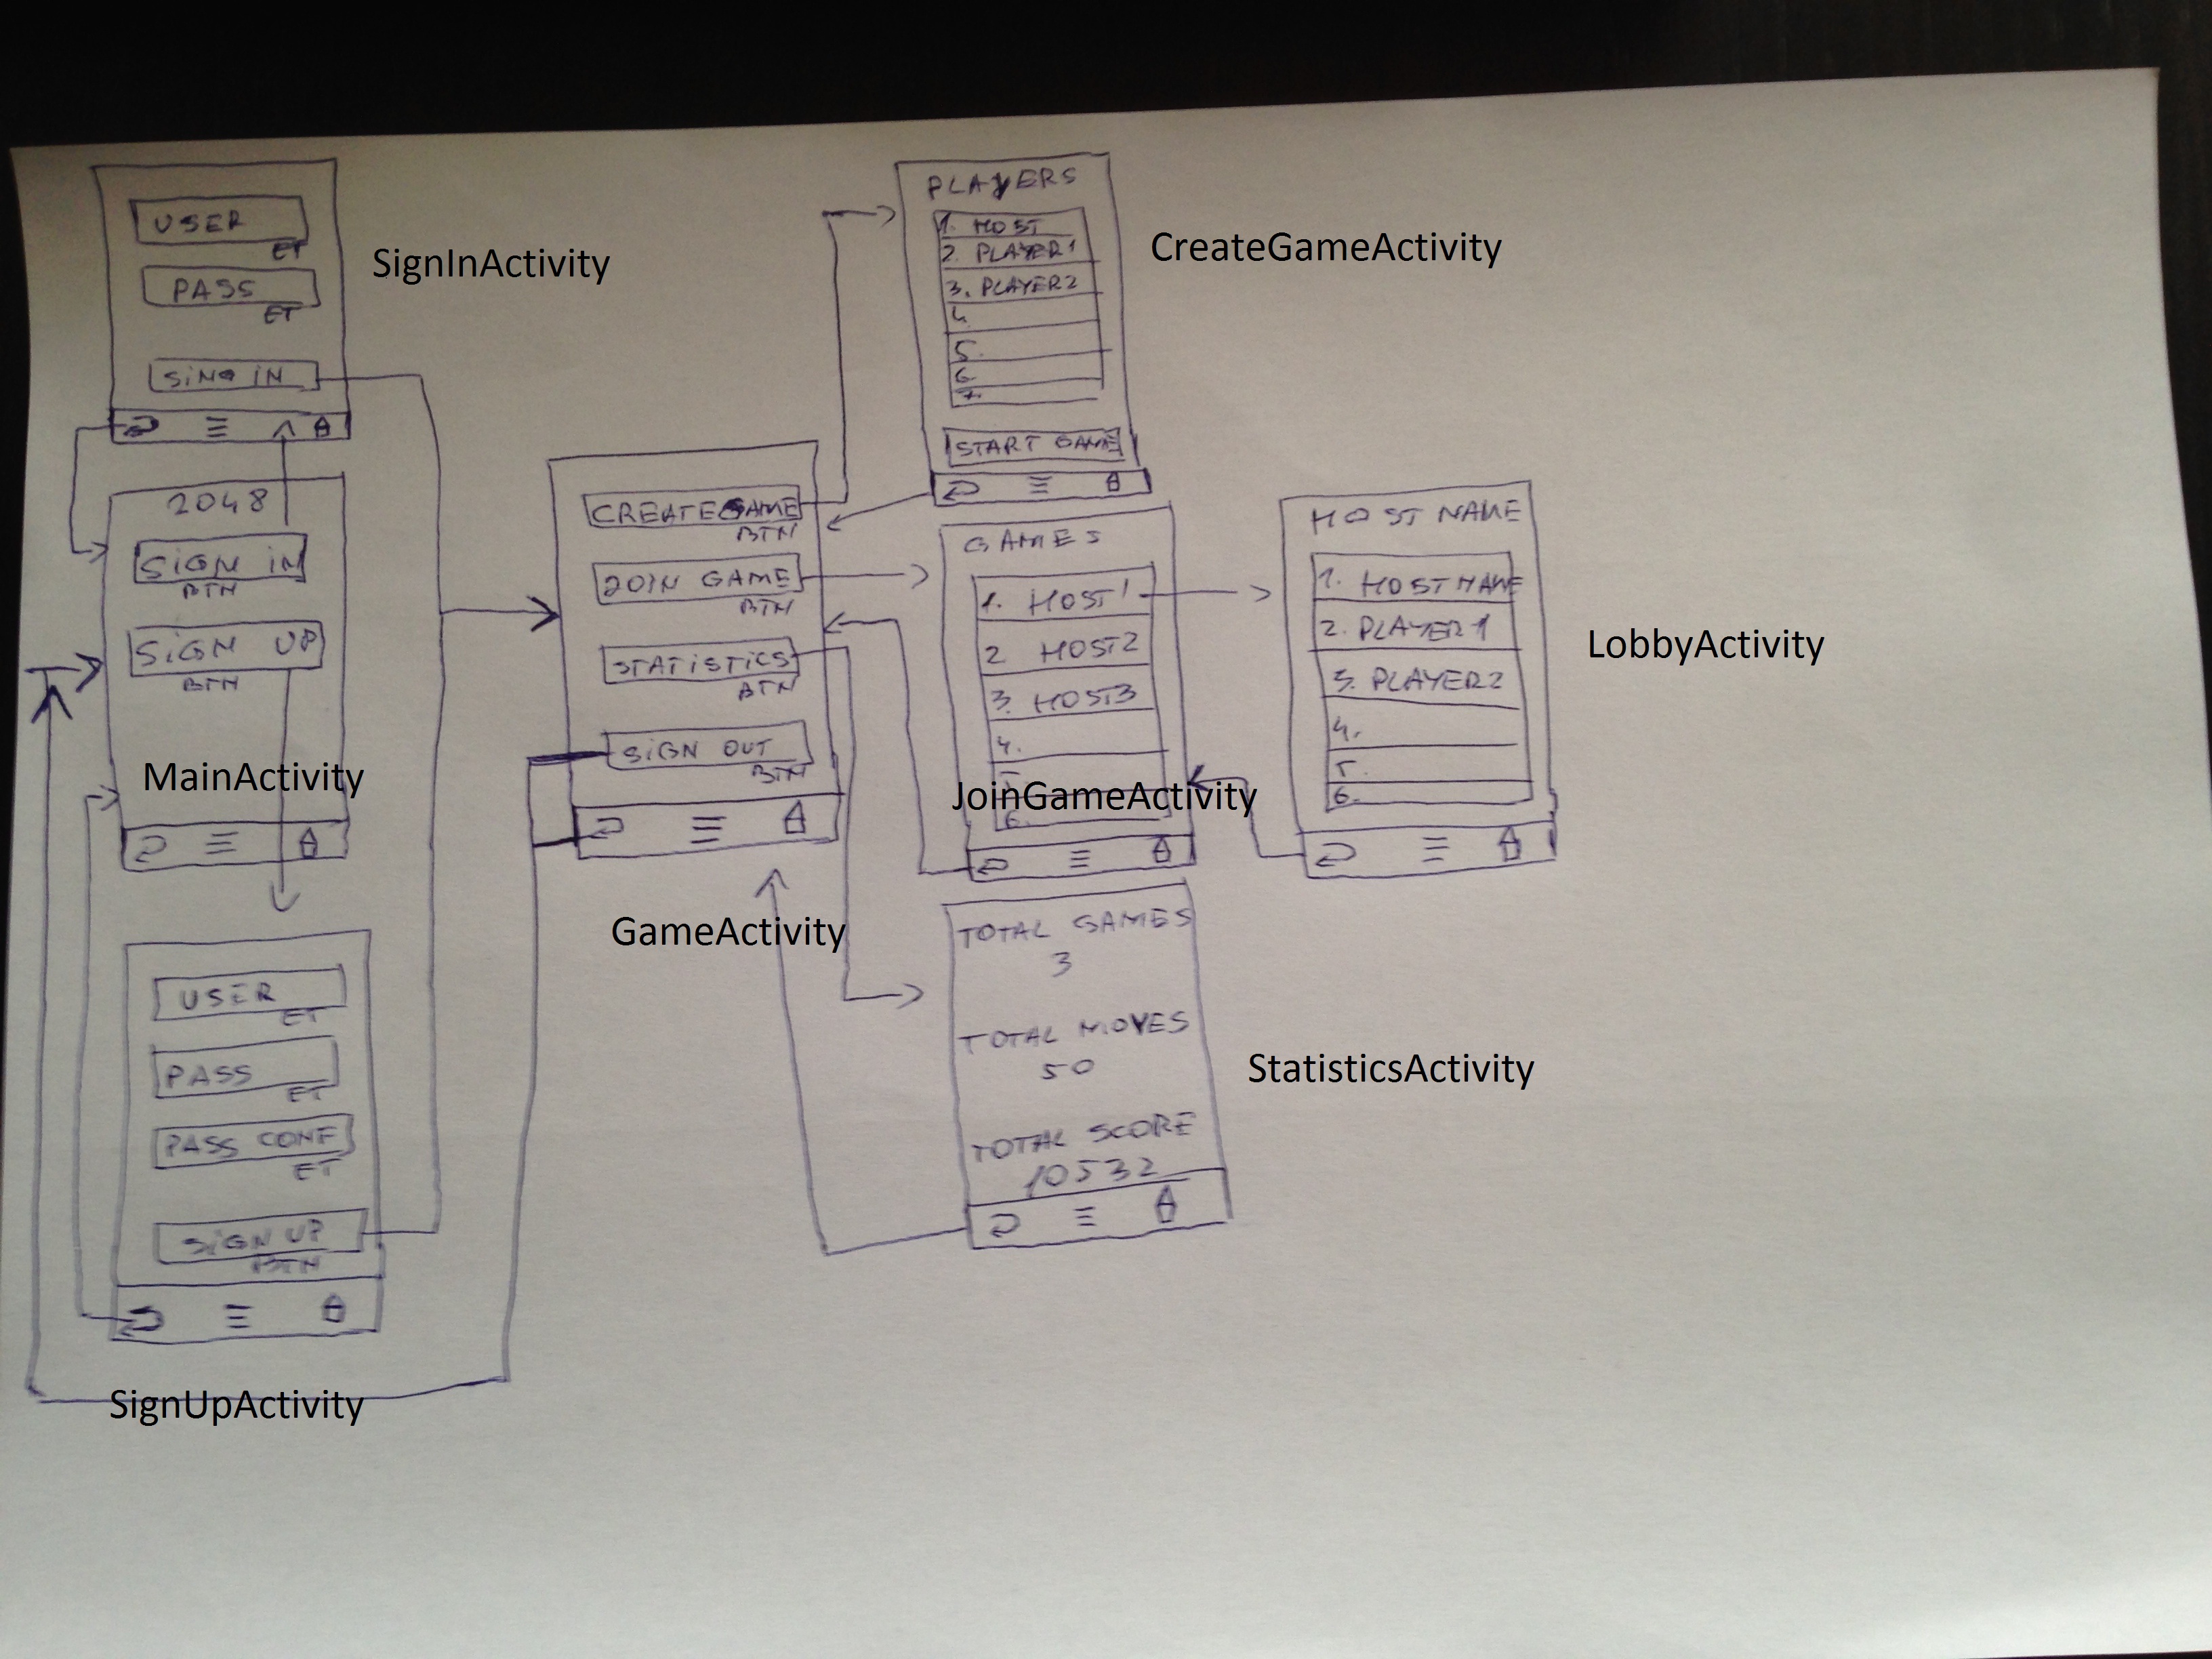 USER
ET
PASS
ET
SING IN
SignInActivity
2048
SIGN IN
BTN
SIGN UP
BTN
MainActivity
USER
ET
PASS
ET
PASS CONF
ET
SIGN UP
BTN
SignUpActivity
CREATE GAME
BTN
JOIN GAME
BTN
STATISTICS
BTN
SIGN OUT
BTN
GameActivity
PLAYERS
1. HOST
2. PLAYER1
3. PLAYER2
4.
5.
6.
7.
START GAME
CreateGameActivity
GAMES
1. HOST1
2 HOST2
3. HOST3
4.
6.
JoinGameActivity
HOST NAME
1. HOST NAME
2. PLAYER1
3. PLAYER2
4.
5.
6.
LobbyActivity
TOTAL GAMES
3
TOTAL MOVES
50
TOTAL SCORE
10532
StatisticsActivity